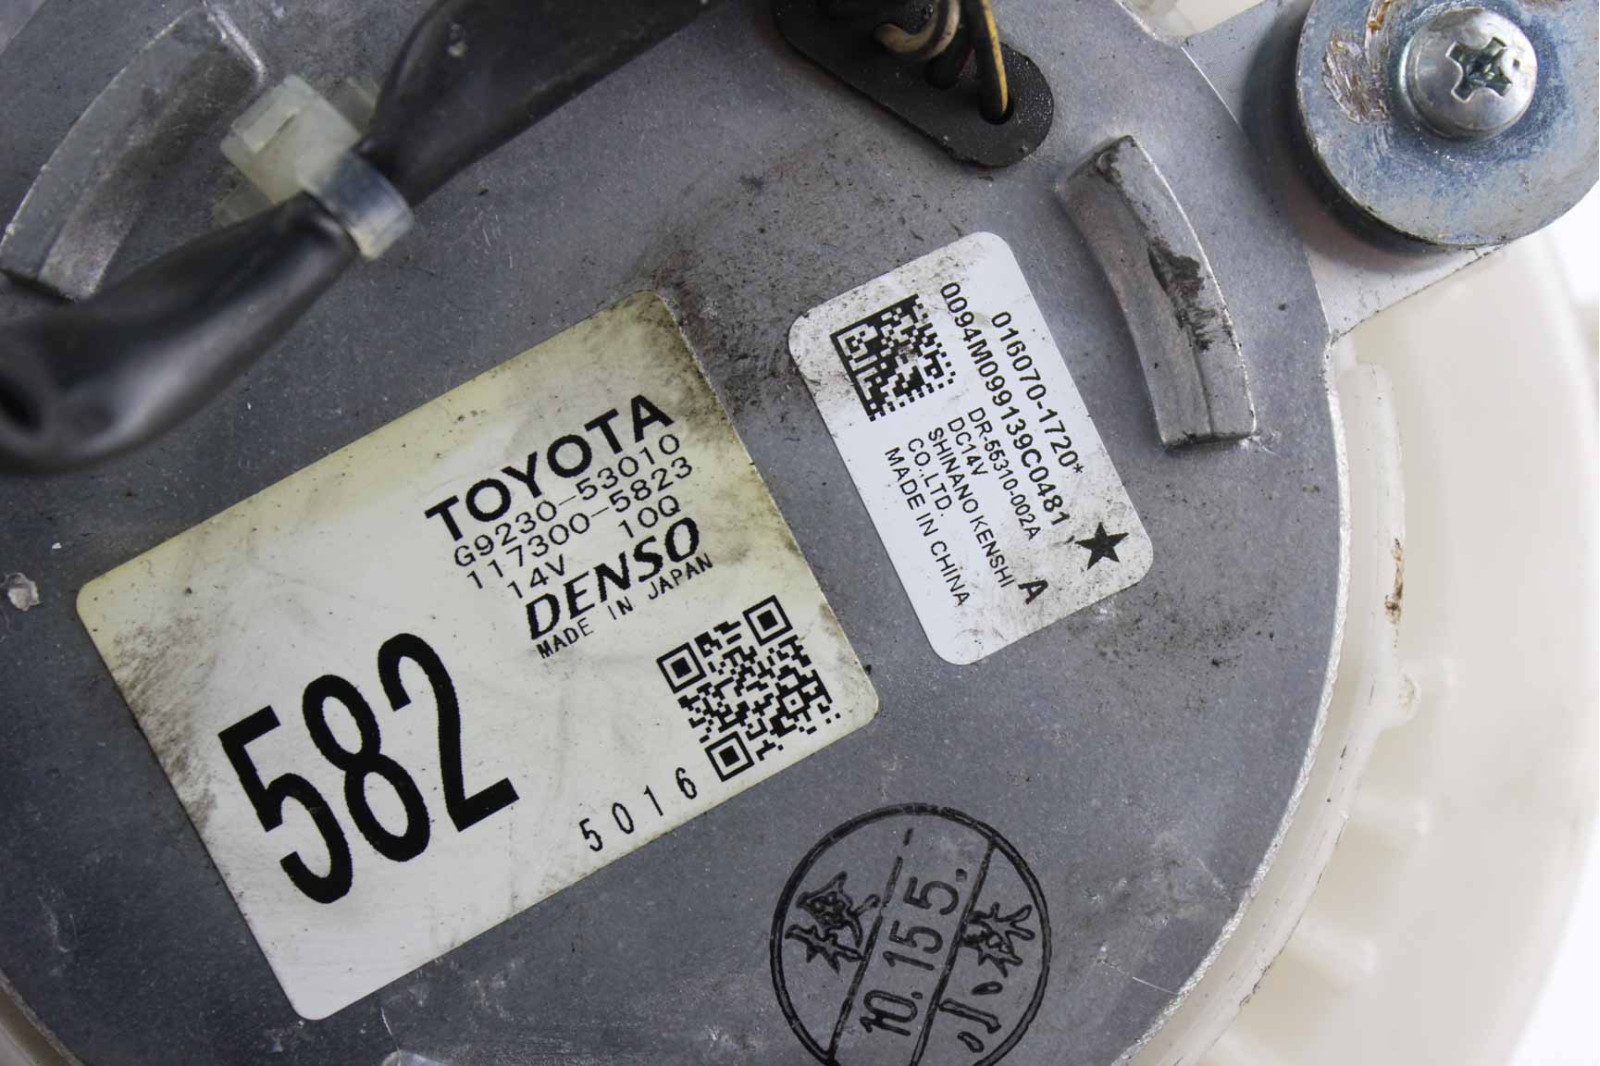 TOYOTA
G9230-53010
117300-5823
14V 10Q
DENSO
MADE IN JAPAN
582
5016
016070-1720*
0094M099139C0481
DR-55310-002A
DC14V
SHINANO KENSHI
CO.LTD.
MADE IN CHINA
A
10.15 5.